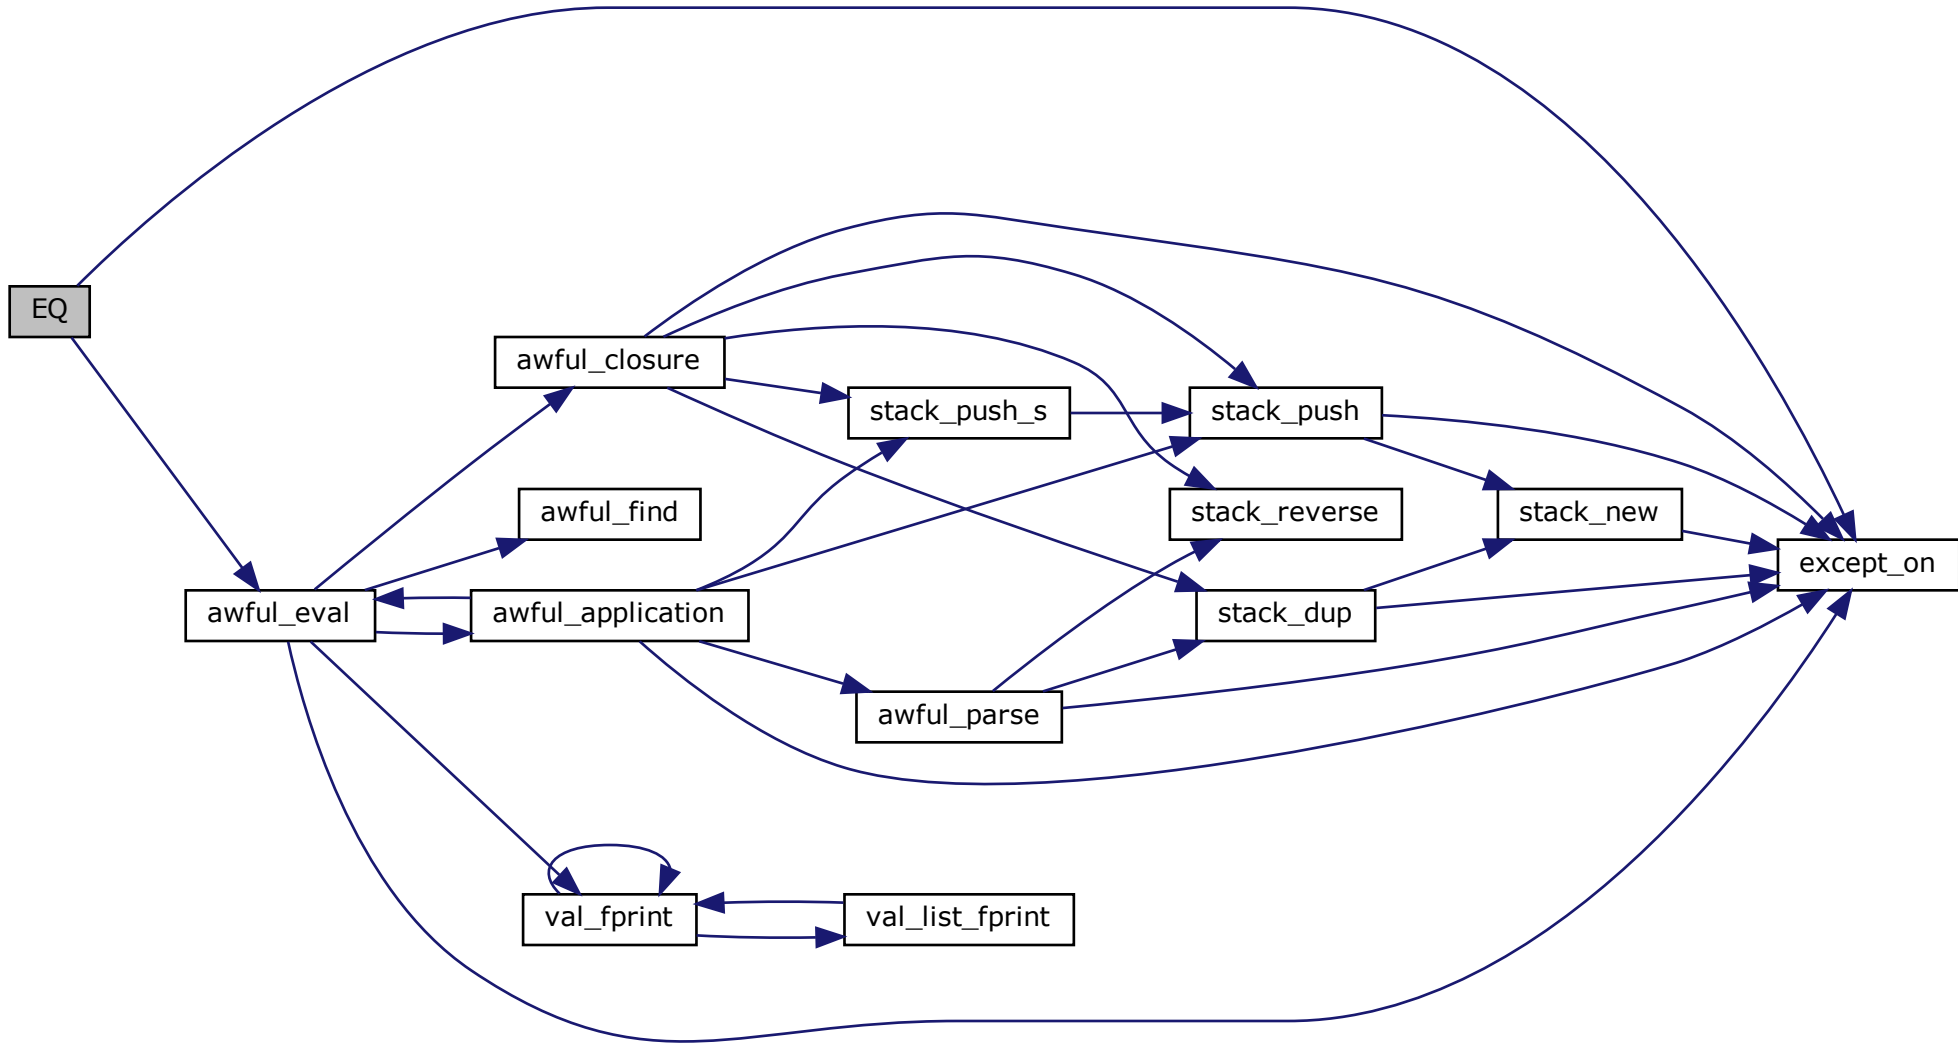 EQ
awful_closure
stack_push_s
stack_push
awful_find
stack_reverse
stack_new
except_on
awful_eval
awful_application
stack_dup
awful_parse
val_fprint
val_list_fprint